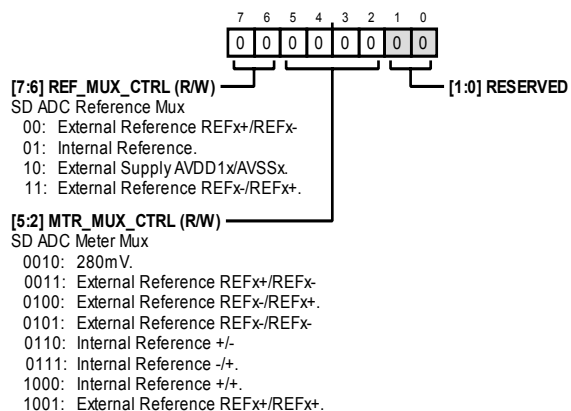 7 6 5 4 3 2 1 0
0 0 0 0 0 0 0 0
[7:6] REF_MUX_CTRL (R/W)
[1:0] RESERVED
SD ADC Reference Mux
00: External Reference REFx+/REFx-
01: Internal Reference.
10: External Supply AVDD1x/AVSSx.
11: External Reference REFx-/REFx+.
[5:2] MTR_MUX_CTRL (R/W)
SD ADC Meter Mux
0010: 280mV.
0011: External Reference REFx+/REFx-
0100: External Reference REFx-/REFx+.
0101: External Reference REFx-/REFx-
0110: Internal Reference +/-
0111: Internal Reference -/+.
1000: Internal Reference +/+.
1001: External Reference REFx+/REFx+.